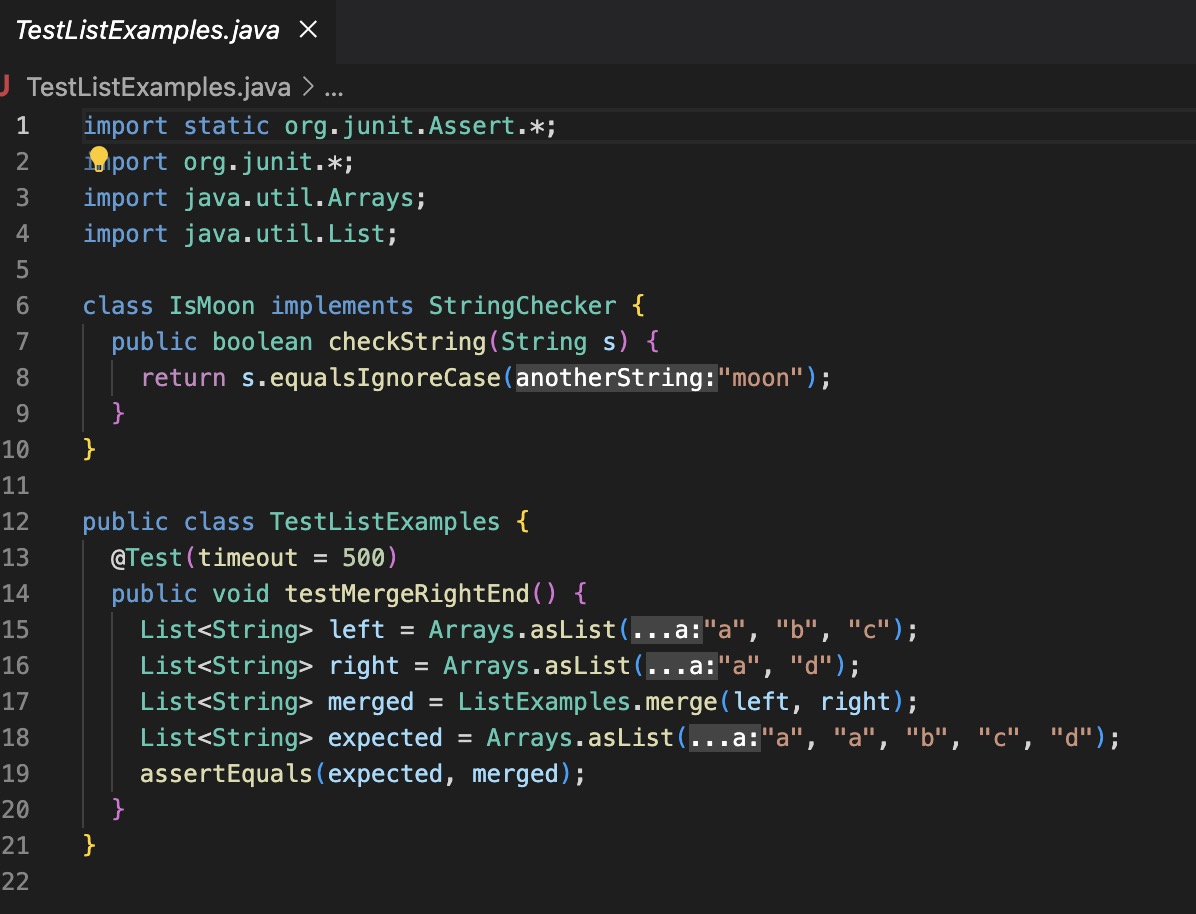 TestListExamples.java ×
J TestListExamples.java > ...
1 import static org.junit.Assert.*;
2 import org.junit.*;
3 import java.util.Arrays;
4 import java.util.List;
5
6 class IsMoon implements StringChecker {
7   public boolean checkString(String s) {
8     return s.equalsIgnoreCase(anotherString:"moon");
9   }
10 }
11
12 public class TestListExamples {
13   @Test(timeout = 500)
14   public void testMergeRightEnd() {
15     List<String> left = Arrays.asList(...a:"a", "b", "c");
16     List<String> right = Arrays.asList(...a:"a", "d");
17     List<String> merged = ListExamples.merge(left, right);
18     List<String> expected = Arrays.asList(...a:"a", "a", "b", "c", "d");
19     assertEquals(expected, merged);
20   }
21 }
22